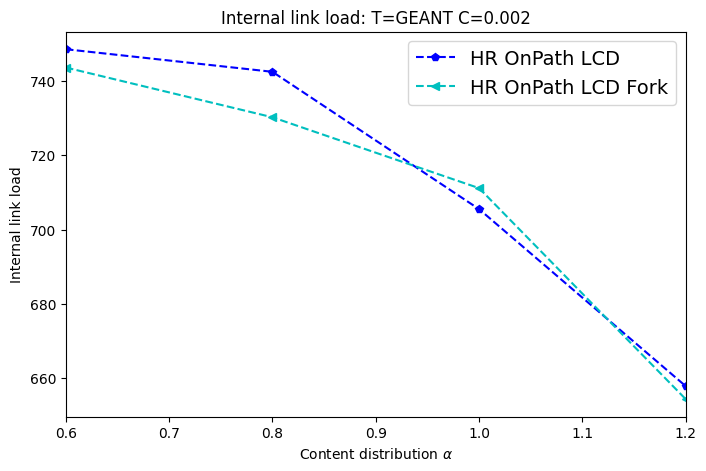 Internal link load: T=GEANT C=0.002
HR OnPath LCD
HR OnPath LCD Fork
Internal link load
740
720
700
680
660
0.6
0.7
0.8
0.9
1.0
1.1
1.2
Content distribution α